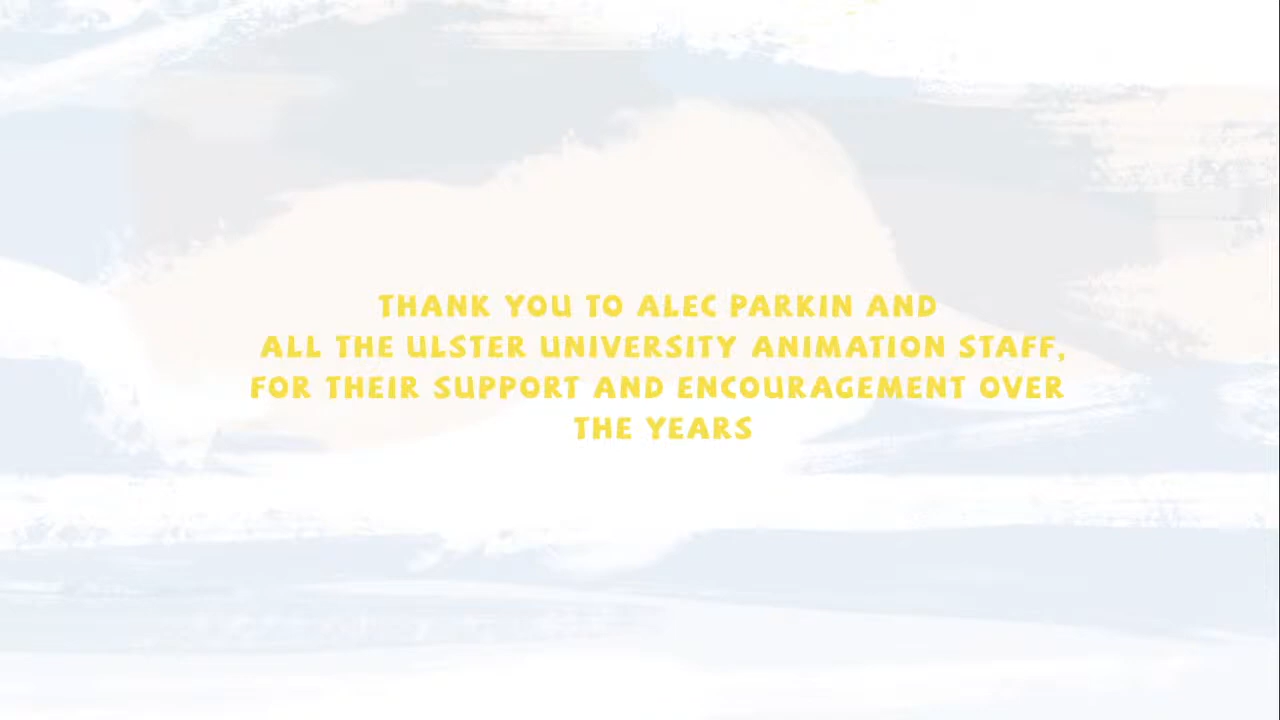 THANK YOU TO ALEC PARKIN AND
ALL THE ULSTER UNIVERSITY ANIMATION STAFF,
FOR THEIR SUPPORT AND ENCOURAGEMENT OVER
THE YEARS